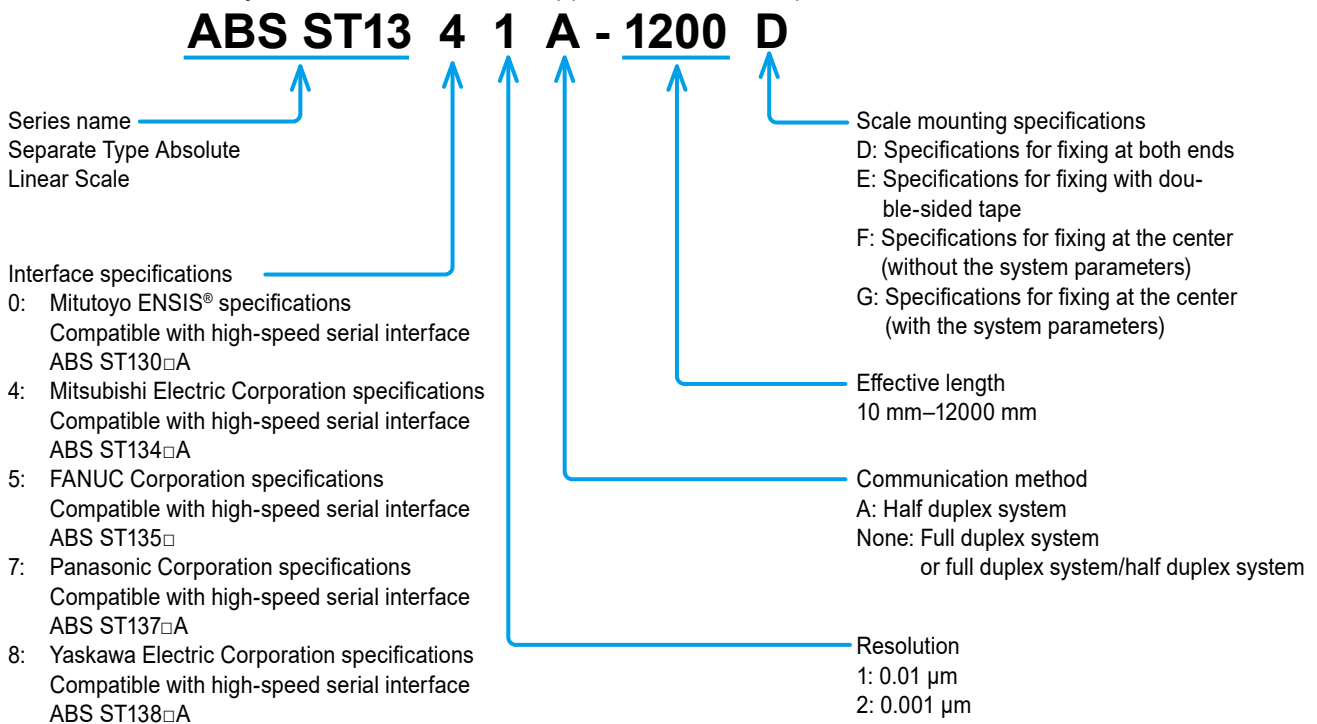 ABS ST13 4 1 A - 1200 D
Series name
Separate Type Absolute
Linear Scale
Interface specifications
0: Mitutoyo ENSIS® specifications
Compatible with high-speed serial interface
ABS ST130□A
4: Mitsubishi Electric Corporation specifications
Compatible with high-speed serial interface
ABS ST134□A
5: FANUC Corporation specifications
Compatible with high-speed serial interface
ABS ST135□
7: Panasonic Corporation specifications
Compatible with high-speed serial interface
ABS ST137□A
8: Yaskawa Electric Corporation specifications
Compatible with high-speed serial interface
ABS ST138□A
Scale mounting specifications
D: Specifications for fixing at both ends
E: Specifications for fixing with dou-
ble-sided tape
F: Specifications for fixing at the center
(without the system parameters)
G: Specifications for fixing at the center
(with the system parameters)
Effective length
10 mm–12000 mm
Communication method
A: Half duplex system
None: Full duplex system
or full duplex system/half duplex system
Resolution
1: 0.01 µm
2: 0.001 µm